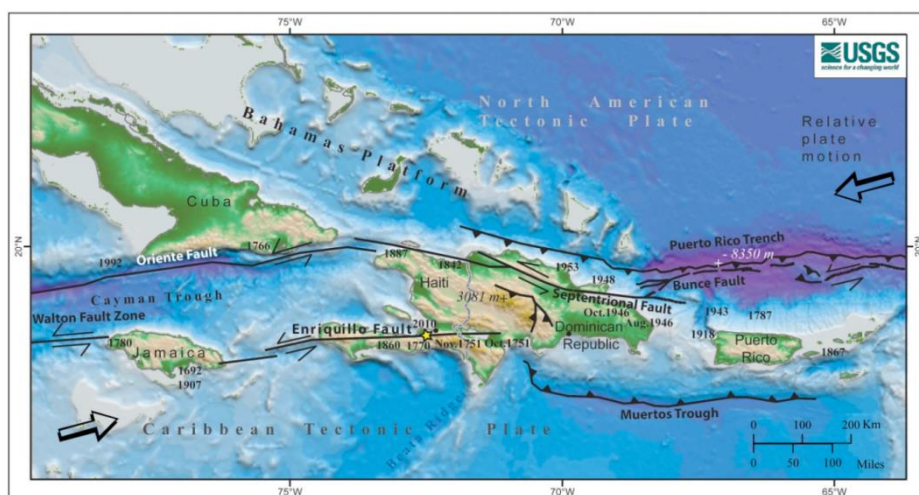 75°W
70°W
65°W
USGS
science for a changing world
North American
Tectonic Plate
Relative
plate
motion
Bahamas Platform
Cuba
20°N
20°N
Puerto Rico Trench
- 8350 m
Bunce Fault
1766
1992
Oriente Fault
1887
1842
1953
1948
Haiti
3081 m+
Septentrional Fault
Cayman Trough
Walton Fault Zone
Oct.1946
Aug.1946
1943
1787
Enriquillo Fault
2010
Dominican
Republic
1918
Puerto
Rico
1780
Jamaica
1860
1770
Nov.1751
Oct.1751
1867
1692
1907
Muertos Trough
Beata Ridge
Caribbean Tectonic Plate
0 100 200 Km
0 50 100
Miles